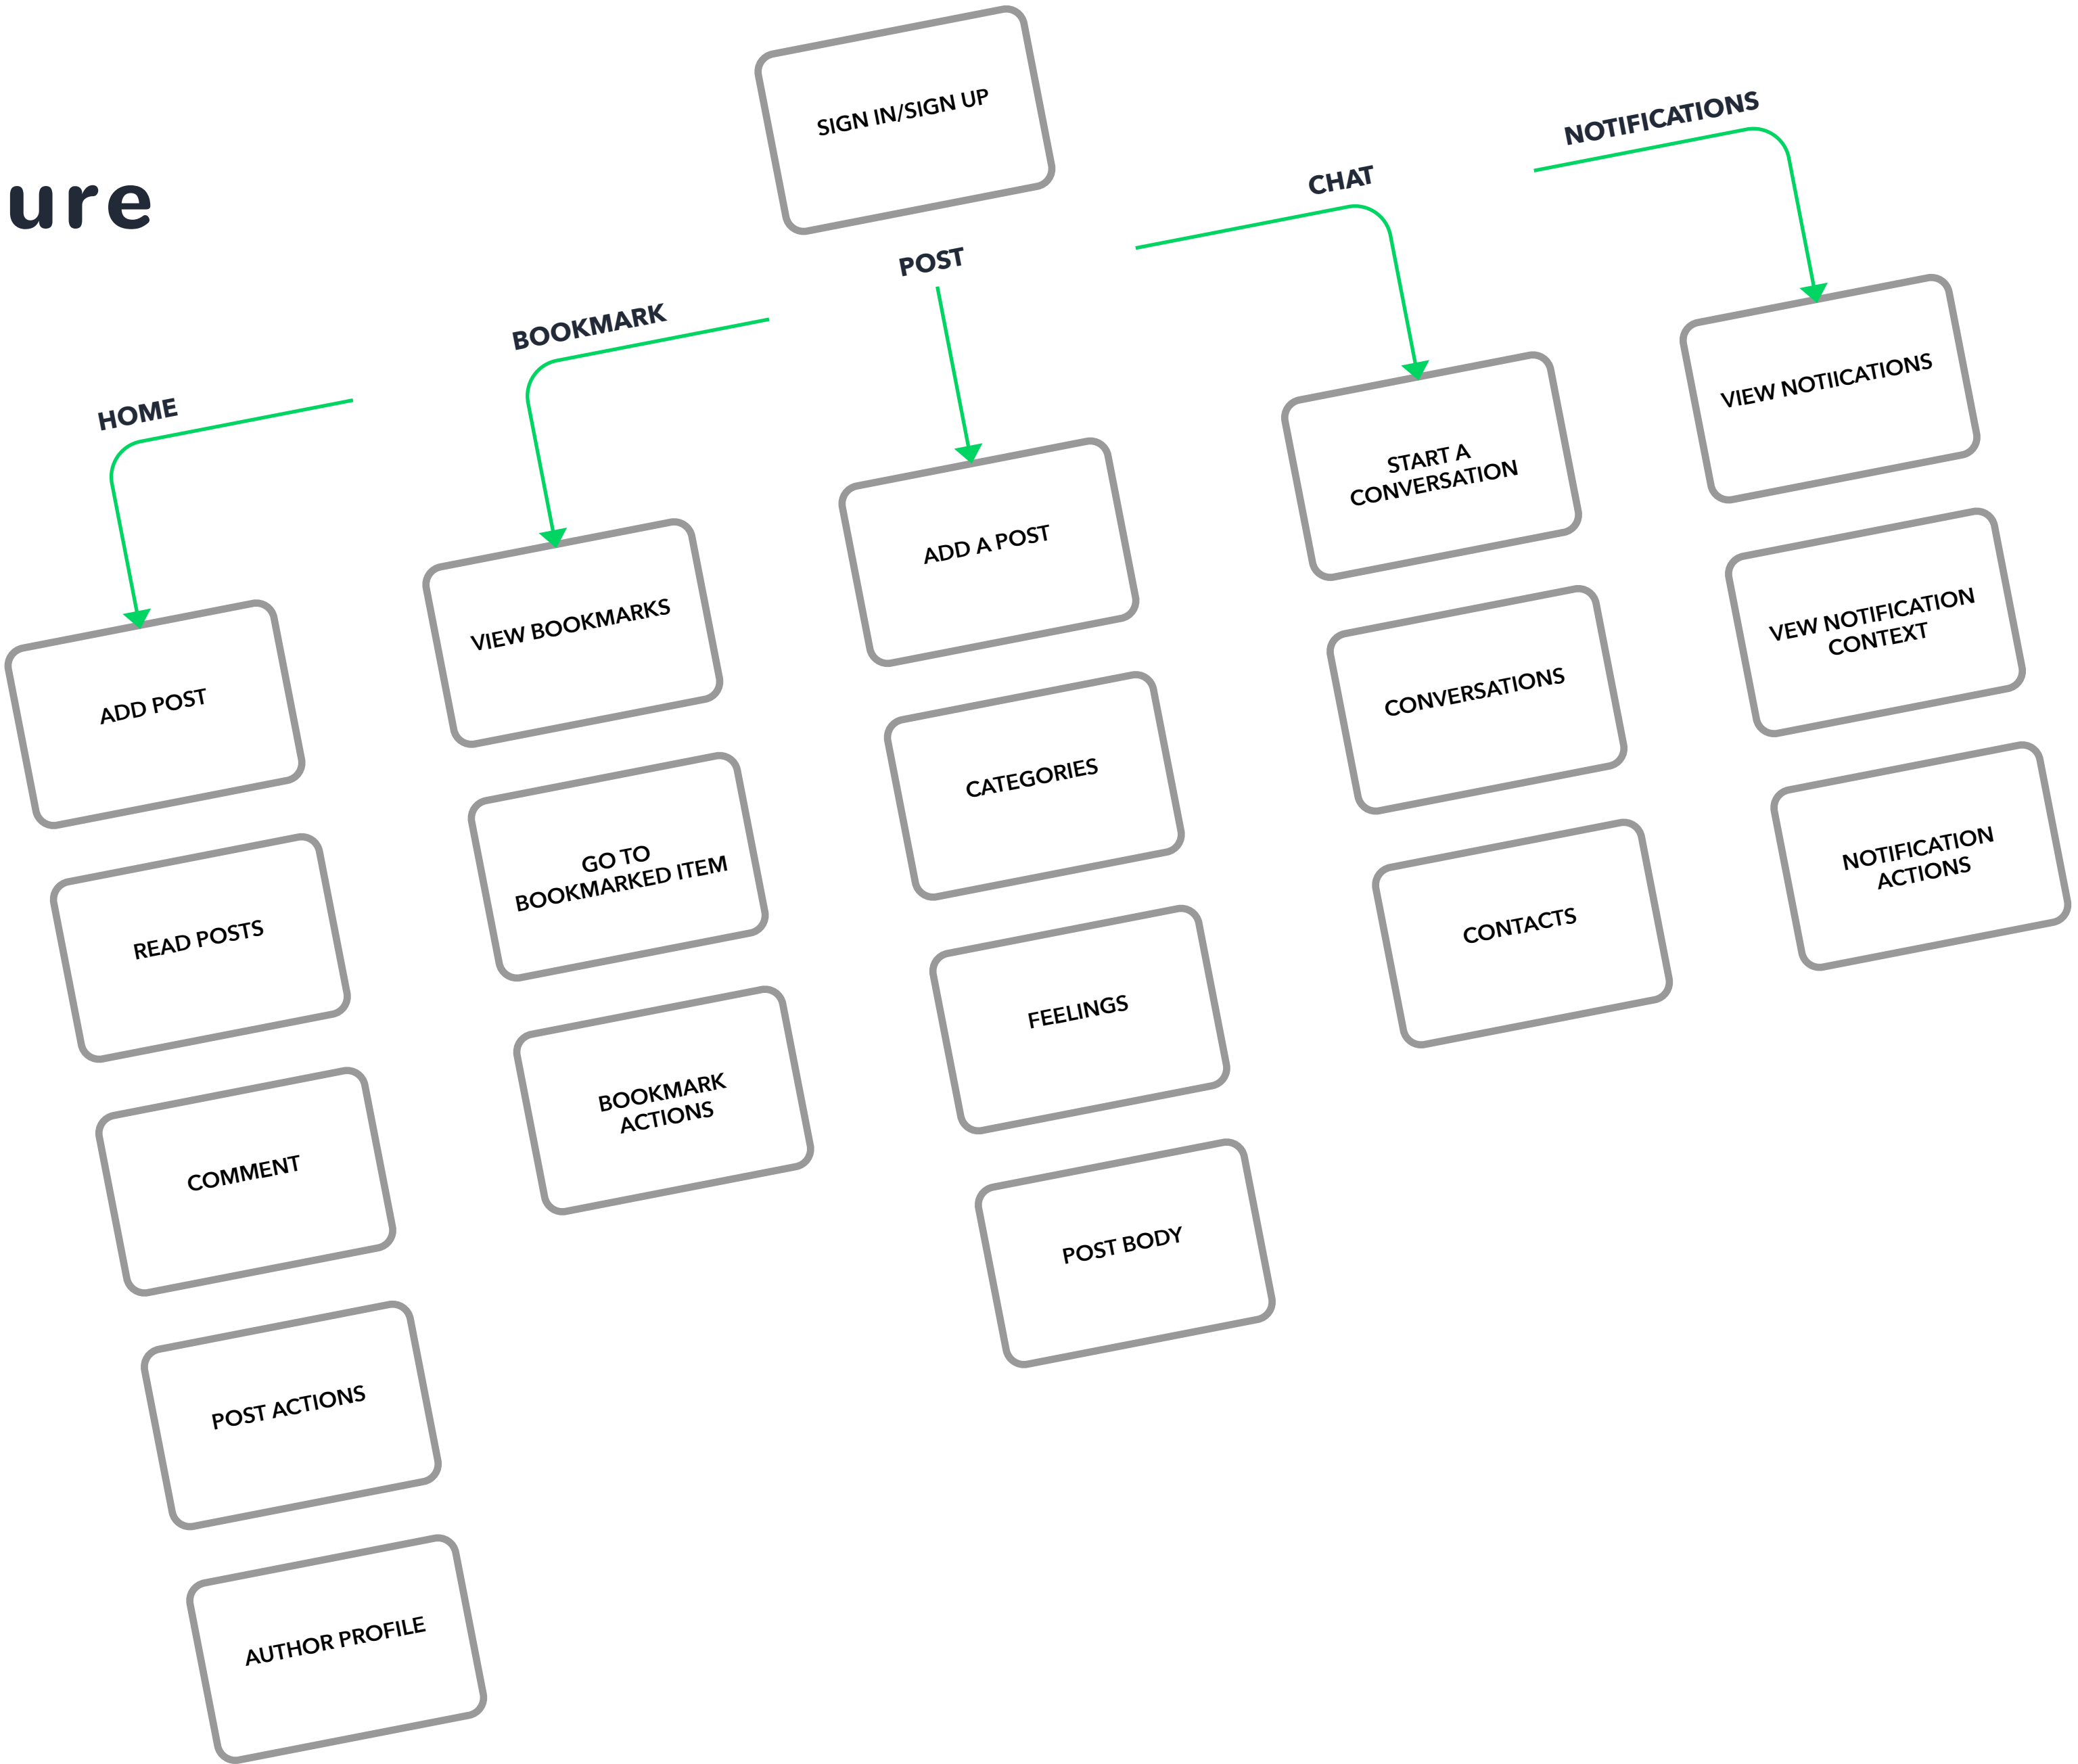 ure
SIGN IN/SIGN UP
HOME
ADD POST
READ POSTS
COMMENT
POST ACTIONS
AUTHOR PROFILE
BOOKMARK
VIEW BOOKMARKS
GO TO
BOOKMARKED ITEM
BOOKMARK
ACTIONS
POST
ADD A POST
CATEGORIES
FEELINGS
POST BODY
CHAT
START A
CONVERSATION
CONVERSATIONS
CONTACTS
NOTIFICATIONS
VIEW NOTIICATIONS
VEW NOTIFICATION
CONTEXT
NOTIFICATION
ACTIONS